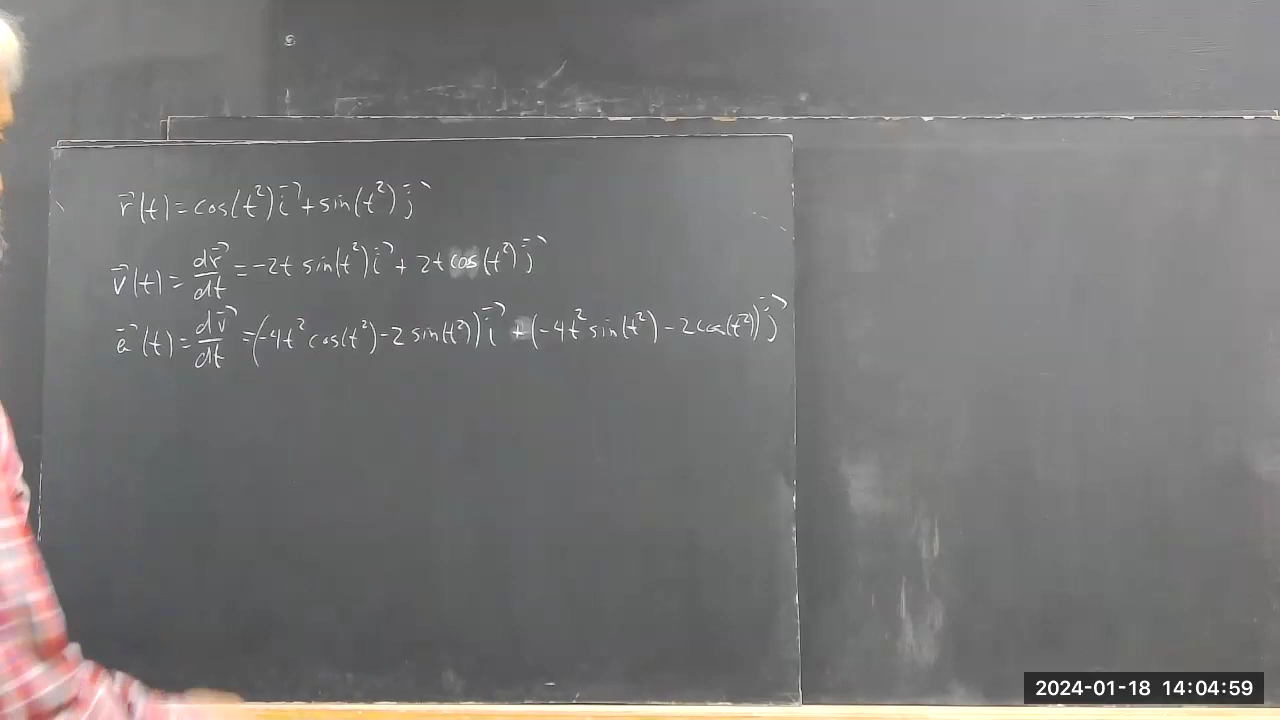 r⃗(t) = cos(t²) i⃗ + sin(t²) j⃗
v⃗(t) = dr⃗/dt = -2t sin(t²) i⃗ + 2t cos(t²) j⃗
a⃗(t) = dv⃗/dt = (-4t² cos(t²) - 2 sin(t²)) i⃗ + (-4t² sin(t²) - 2 cos(t²)) j⃗
2024-01-18 14:04:59